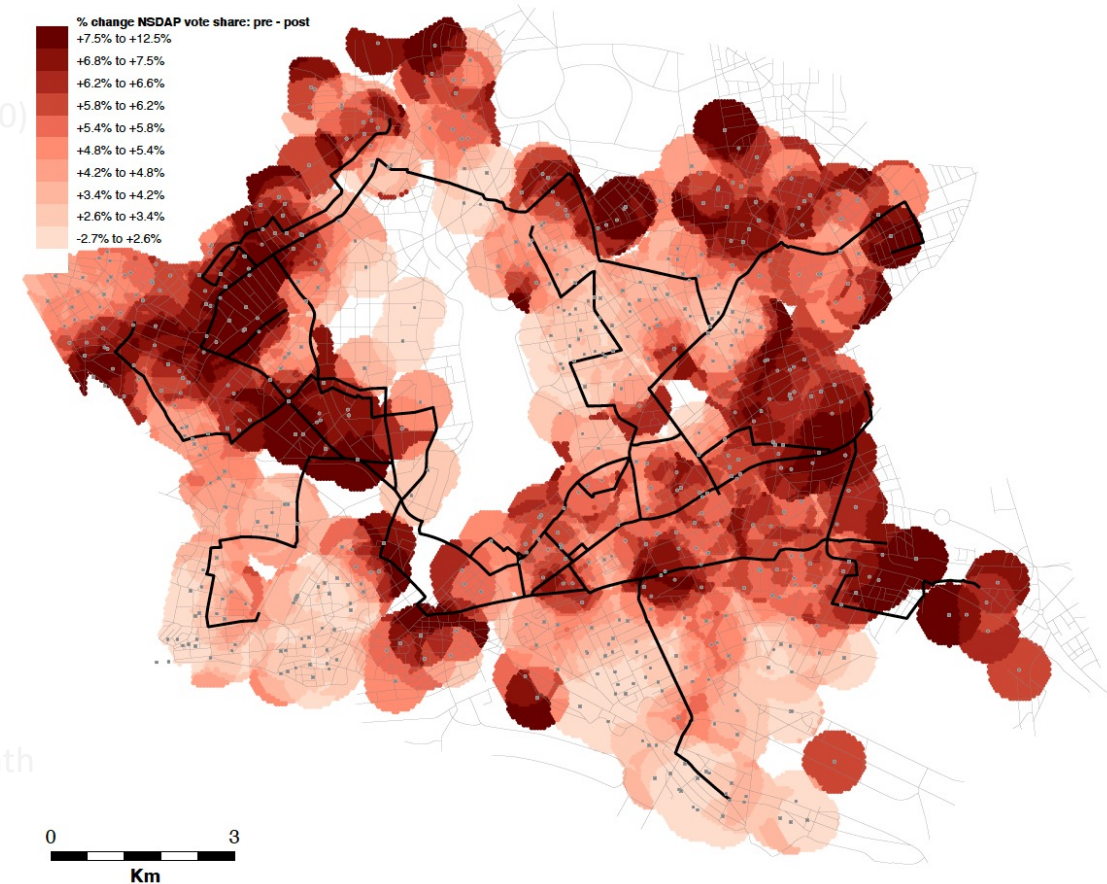 % change NSDAP vote share: pre - post
+7.5% to +12.5%
+6.8% to +7.5%
+6.2% to +6.6%
+5.8% to +6.2%
+5.4% to +5.8%
+4.8% to +5.4%
+4.2% to +4.8%
+3.4% to +4.2%
+2.6% to +3.4%
-2.7% to +2.6%
0)
th
0 3
Km